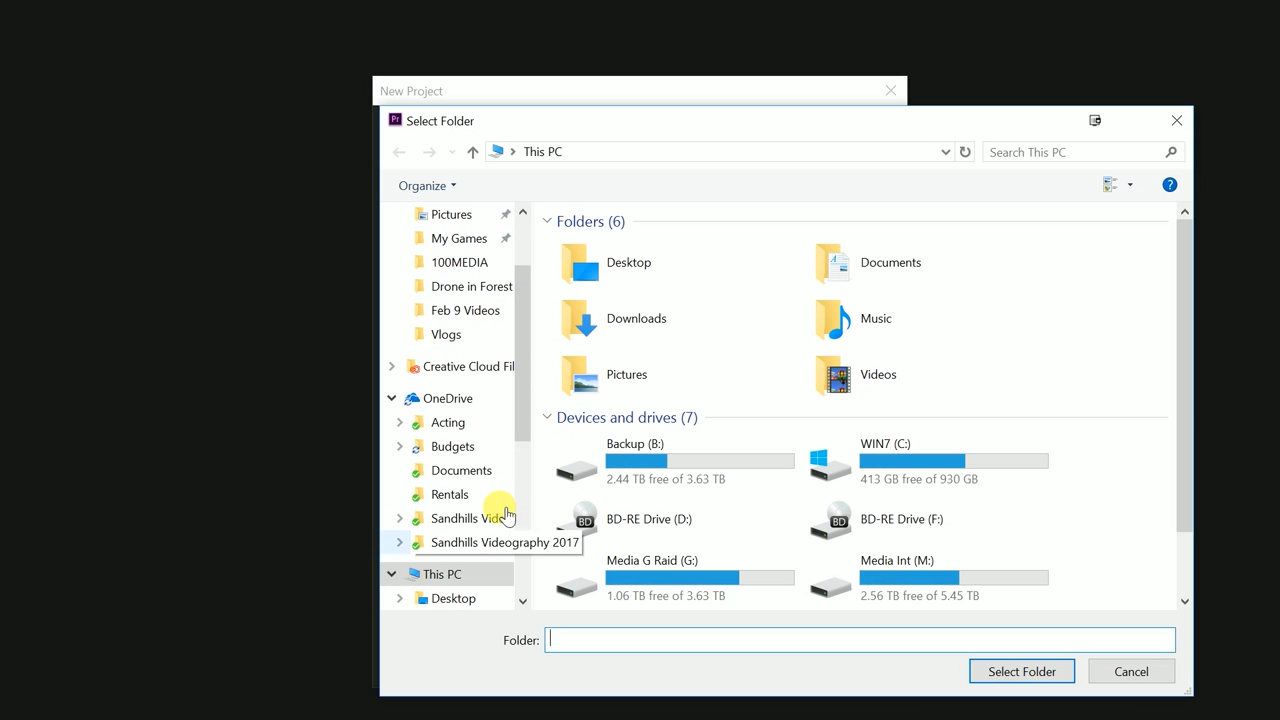 New Project
Pr Select Folder
This PC
Search This PC
Organize
?
Pictures
My Games
100MEDIA
Drone in Forest
Feb 9 Videos
Vlogs
Creative Cloud Fil
OneDrive
Acting
Budgets
Documents
Rentals
Sandhills Vid
Sandhills Videography 2017
This PC
Desktop
Folders (6)
Desktop
Documents
Downloads
Music
Pictures
Videos
Devices and drives (7)
Backup (B:)
2.44 TB free of 3.63 TB
WIN7 (C:)
413 GB free of 930 GB
BD
BD-RE Drive (D:)
BD
BD-RE Drive (F:)
Media G Raid (G:)
1.06 TB free of 3.63 TB
Media Int (M:)
2.56 TB free of 5.45 TB
Folder:
Select Folder
Cancel